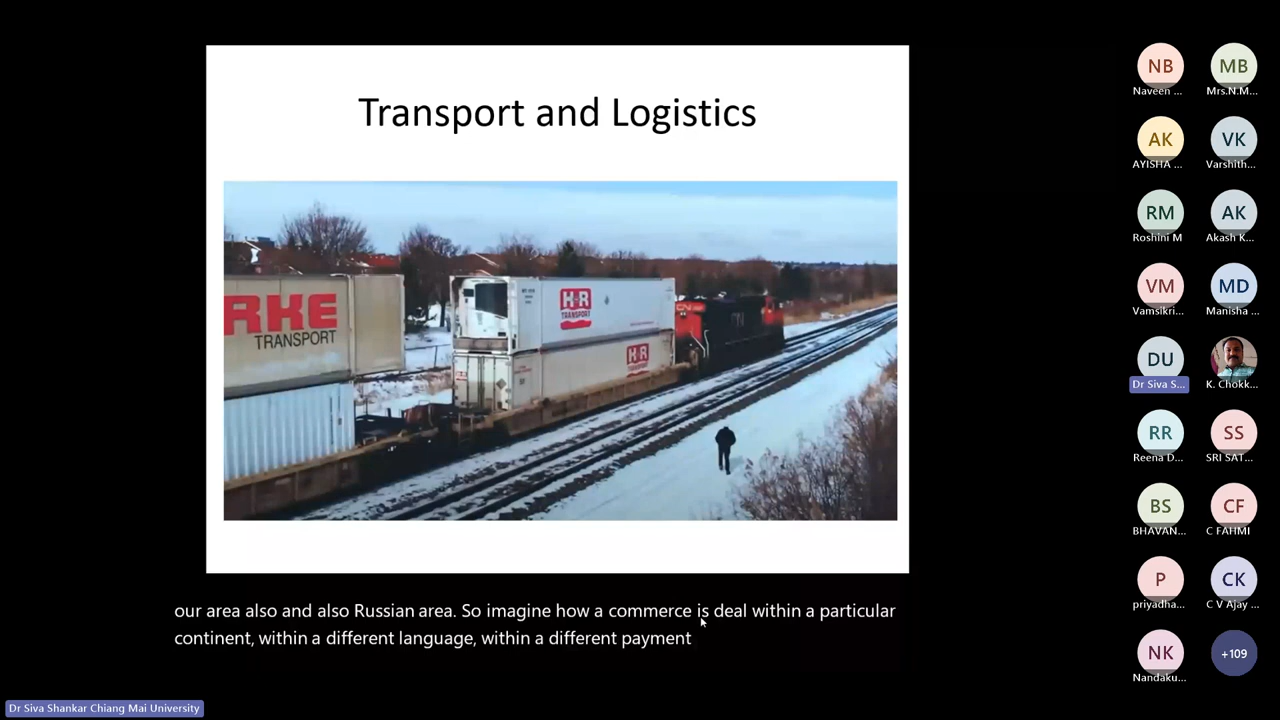 Transport and Logistics
RKE
TRANSPORT
H-R
TRANSPORT
H-R
CN
our area also and also Russian area. So imagine how a commerce is deal within a particular
continent, within a different language, within a different payment
Dr Siva Shankar Chiang Mai University
NB
Naveen ...
MB
Mrs.N.M...
AK
AYISHA ...
VK
Varshith...
RM
Roshini M
AK
Akash K...
VM
Vamsikri...
MD
Manisha ...
DU
Dr Siva S...
K. Chokk...
RR
Reena D...
SS
SRI SAT...
BS
BHAVAN...
CF
C FAHMI
P
priyadha...
CK
C V Ajay ...
NK
Nandaku...
+109